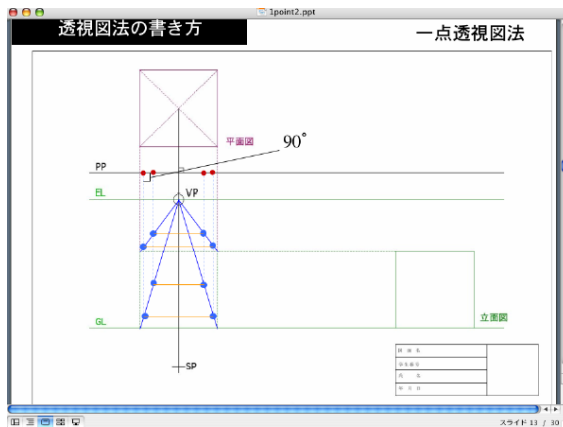 1point2.ppt
透視図法の書き方
一点透視図法
平面図
90°
PP
EL
VP
GL
立面図
SP
スライド 13 / 30